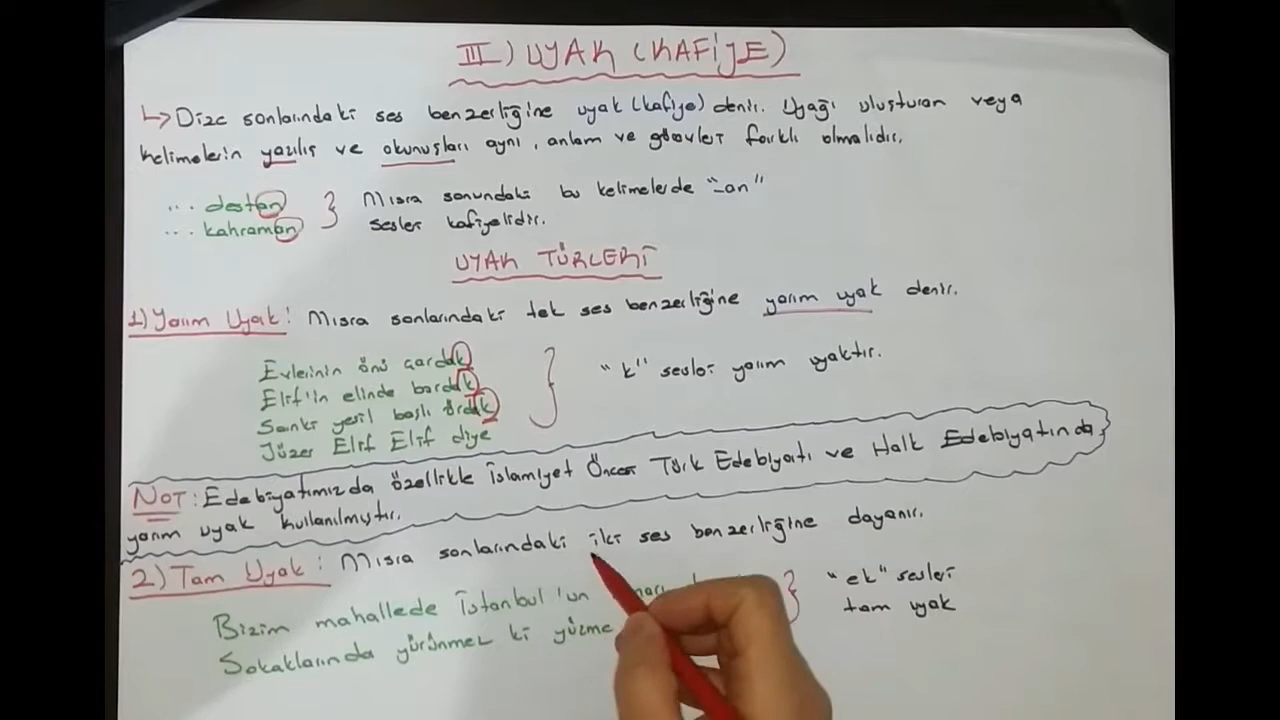 III) UYAK (KAFİYE)
↳ Dize sonlarındaki ses benzerliğine uyak (kafiye) denir. Uyağı oluşturan veya
kelimelerin yazılış ve okunuşları aynı, anlam ve görevleri farklı olmalıdır.
... destan } Mısra sonundaki bu kelimelerde "-an"
... kahraman sesler kafiyelidir.
UYAK TÜRLERİ
1) Yarım Uyak: Mısra sonlarındaki tek ses benzerliğine yarım uyak denir.
Evlerinin önü çardak
Elif'in elinde bardak } "k" sesleri yarım uyaktır.
Sanki yeşil başlı ördek
Yüzer Elif Elif diye
NOT: Edebiyatımızda özellikle İslamiyet Öncesi Türk Edebiyatı ve Halk Edebiyatında
yarım uyak kullanılmıştır.
2) Tam Uyak: Mısra sonlarındaki iki ses benzerliğine dayanır.
Bizim mahallede İstanbul'un } "ek" sesleri
Sokaklarında yürünmez ki yüzme tam uyak